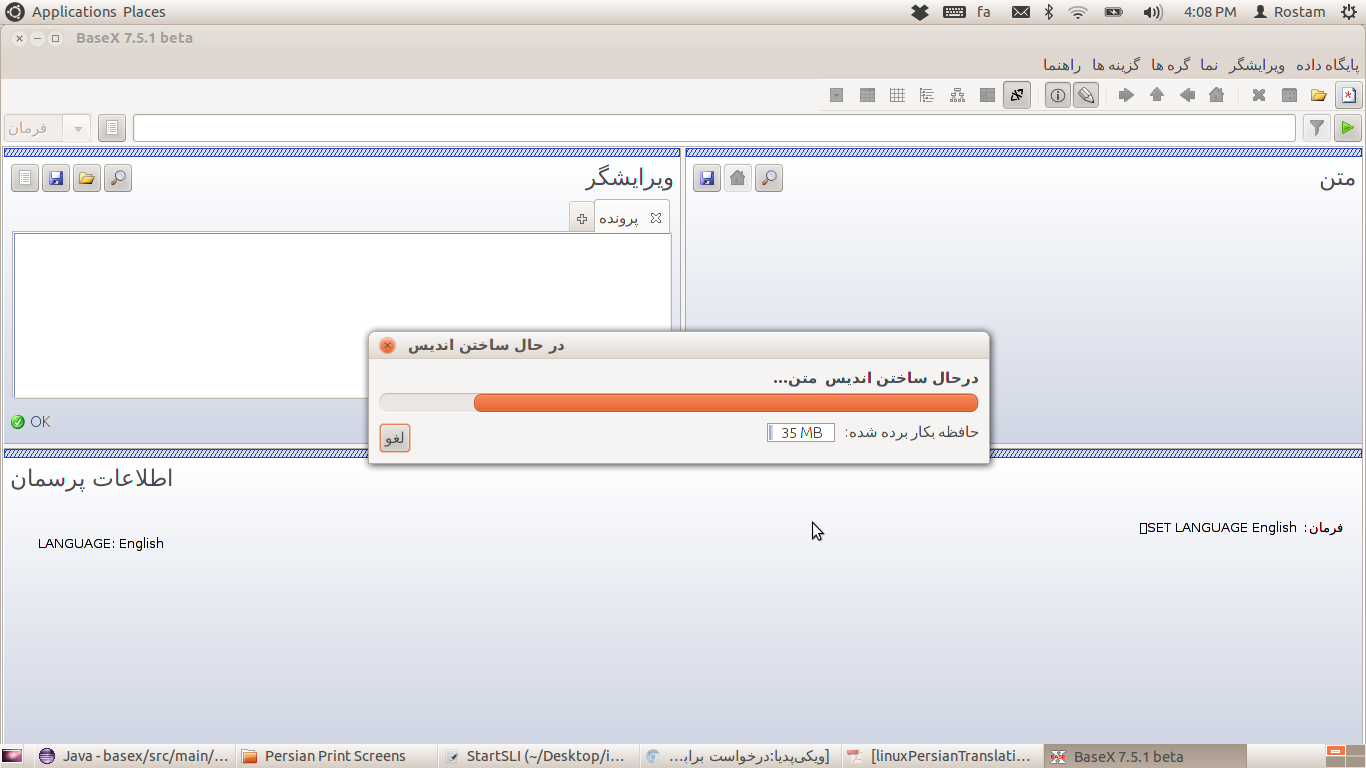 Applications Places
fa
4:08 PM
Rostam
BaseX 7.5.1 beta
پایگاه داده ویرایشگر نما گره ها گزینه ها راهنما
فرمان
ویرایشگر
متن
پرونده
OK
در حال ساختن اندیس
درحال ساختن اندیس متن...
حافظه بکار برده شده:
35 MB
لغو
اطلاعات پرسمان
فرمان: SET LANGUAGE English
LANGUAGE: English
Java - basex/src/main/...
Persian Print Screens
StartSLI (~/Desktop/i...
[ویکی‌پدیا:درخواست برابـ...
[linuxPersianTranslati...
BaseX 7.5.1 beta